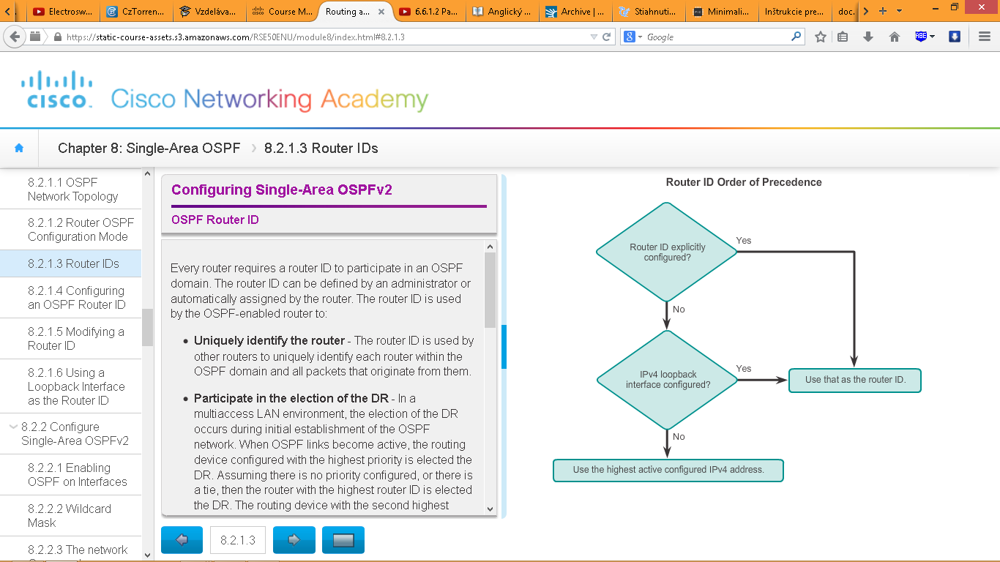 Electrosw...
CzTorren...
Vzdeláva...
Course M...
Routing a...
6.6.1.2 Pa...
Anglický ...
Archive | ...
Stiahnuti...
Minimali...
Inštrukcie pre...
doc.
https://static-course-assets.s3.amazonaws.com/RSE50ENU/module8/index.html#8.2.1.3
Google
ABE
CISCO
Cisco Networking Academy
Chapter 8: Single-Area OSPF
8.2.1.3 Router IDs
8.2.1.1 OSPF
Network Topology
8.2.1.2 Router OSPF
Configuration Mode
8.2.1.3 Router IDs
8.2.1.4 Configuring
an OSPF Router ID
8.2.1.5 Modifying a
Router ID
8.2.1.6 Using a
Loopback Interface
as the Router ID
8.2.2 Configure
Single-Area OSPFv2
8.2.2.1 Enabling
OSPF on Interfaces
8.2.2.2 Wildcard
Mask
8.2.2.3 The network
Configuring Single-Area OSPFv2
OSPF Router ID
Every router requires a router ID to participate in an OSPF
domain. The router ID can be defined by an administrator or
automatically assigned by the router. The router ID is used
by the OSPF-enabled router to:
• Uniquely identify the router - The router ID is used by
other routers to uniquely identify each router within the
OSPF domain and all packets that originate from them.
• Participate in the election of the DR - In a
multiaccess LAN environment, the election of the DR
occurs during initial establishment of the OSPF
network. When OSPF links become active, the routing
device configured with the highest priority is elected the
DR. Assuming there is no priority configured, or there is
a tie, then the router with the highest router ID is elected
the DR. The routing device with the second highest
8.2.1.3
Router ID Order of Precedence
Router ID explicitly
configured?
Yes
No
IPv4 loopback
interface configured?
Yes
Use that as the router ID.
No
Use the highest active configured IPv4 address.